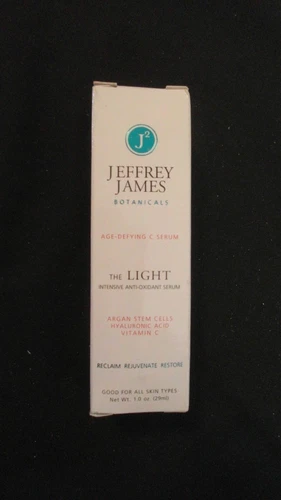 J2
JEFFREY
JAMES
BOTANICALS
AGE-DEFYING C SERUM
THE LIGHT
INTENSIVE ANTI-OXIDANT SERUM
ARGAN STEM CELLS
HYALURONIC ACID
VITAMIN C
RECLAIM REJUVENATE RESTORE
GOOD FOR ALL SKIN TYPES
Net Wt. 1.0 oz. (29ml)